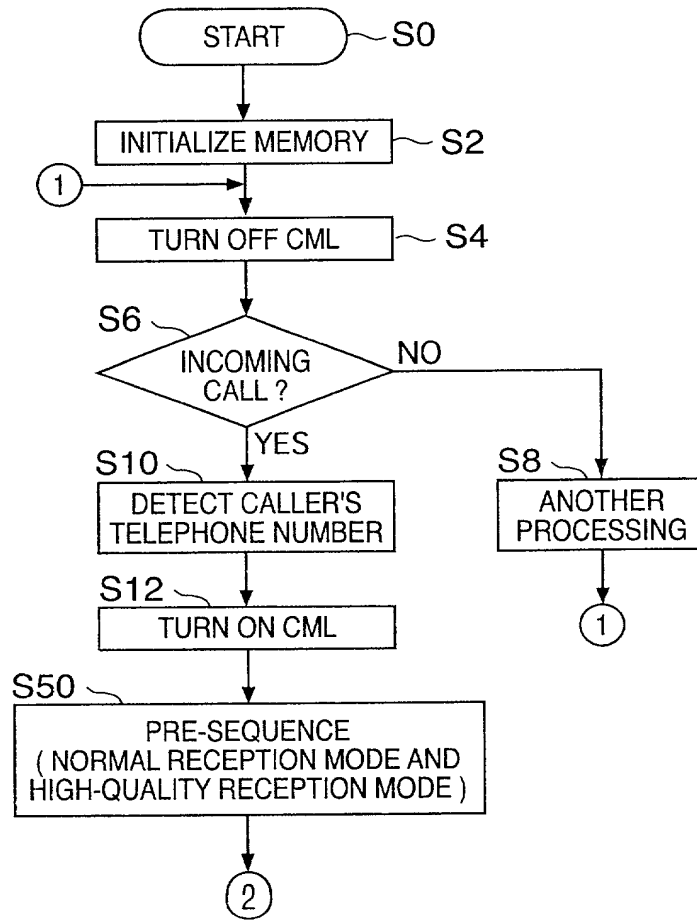 START
S0
INITIALIZE MEMORY
S2
1
TURN OFF CML
S4
S6
INCOMING
CALL ?
NO
YES
S10
DETECT CALLER'S
TELEPHONE NUMBER
S8
ANOTHER
PROCESSING
S12
TURN ON CML
1
S50
PRE-SEQUENCE
( NORMAL RECEPTION MODE AND
HIGH-QUALITY RECEPTION MODE )
2